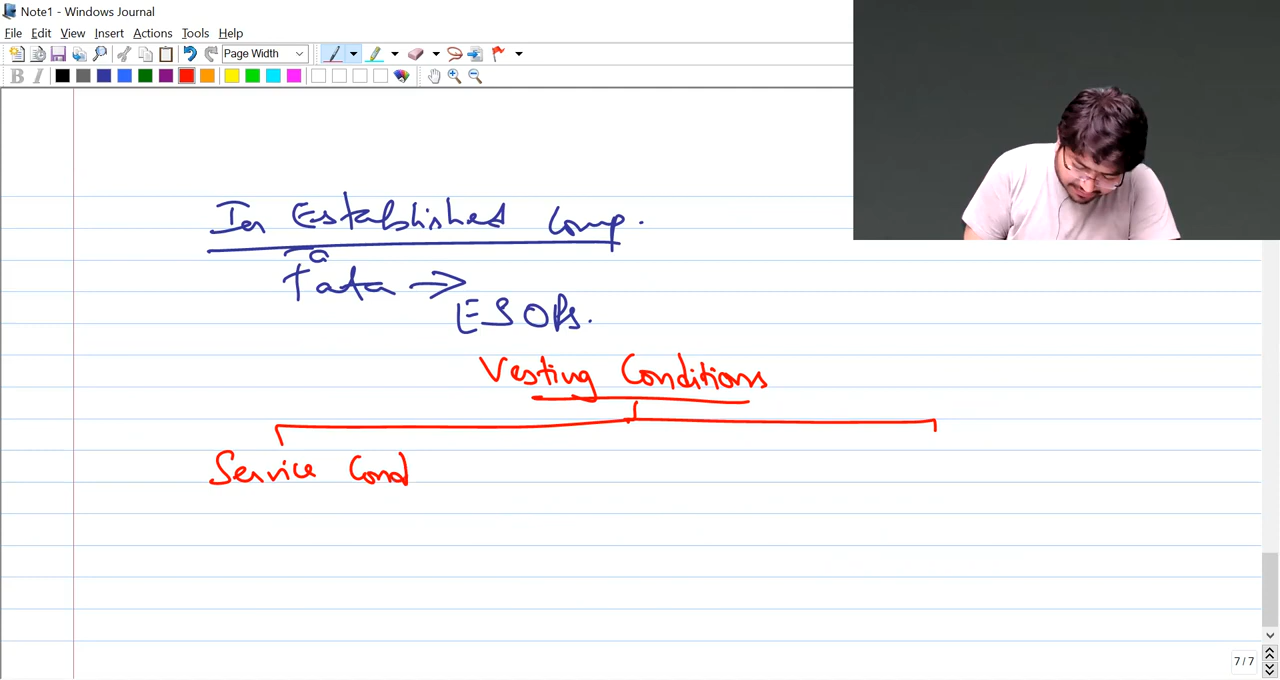 Note1 - Windows Journal
File Edit View Insert Actions Tools Help
Page Width
B I
In Established Comp.
Tata ⇒
ESOPs.
Vesting Conditions
Service Cond
7 / 7